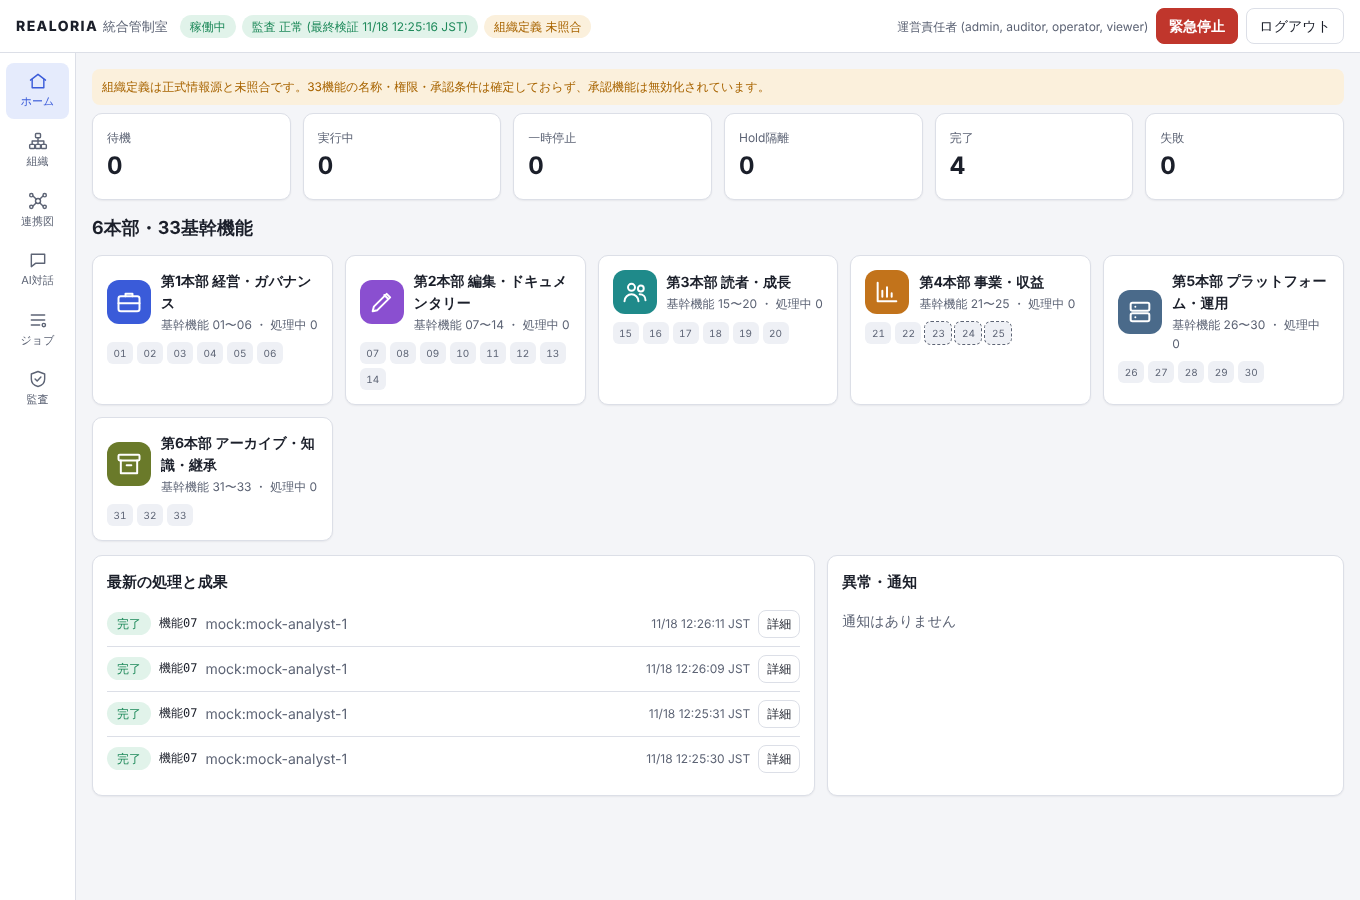 REALORIA 統合管制室 稼働中 監査 正常 (最終検証 11/18 12:25:16 JST) 組織定義 未照合 運営責任者 (admin, auditor, operator, viewer) 緊急停止 ログアウト
ホーム
組織
連携図
AI対話
ジョブ
監査
組織定義は正式情報源と未照合です。33機能の名称・権限・承認条件は確定しておらず、承認機能は無効化されています。
待機
0
実行中
0
一時停止
0
Hold隔離
0
完了
4
失敗
0
6本部・33基幹機能
第1本部 経営・ガバナン
ス
基幹機能 01〜06 ・ 処理中 0
01 02 03 04 05 06
第2本部 編集・ドキュメ
ンタリー
基幹機能 07〜14 ・ 処理中 0
07 08 09 10 11 12 13
14
第3本部 読者・成長
基幹機能 15〜20 ・ 処理中 0
15 16 17 18 19 20
第4本部 事業・収益
基幹機能 21〜25 ・ 処理中 0
21 22 23 24 25
第5本部 プラットフォー
ム・運用
基幹機能 26〜30 ・ 処理中
0
26 27 28 29 30
第6本部 アーカイブ・知
識・継承
基幹機能 31〜33 ・ 処理中 0
31 32 33
最新の処理と成果
完了 機能07 mock:mock-analyst-1 11/18 12:26:11 JST 詳細
完了 機能07 mock:mock-analyst-1 11/18 12:26:09 JST 詳細
完了 機能07 mock:mock-analyst-1 11/18 12:25:31 JST 詳細
完了 機能07 mock:mock-analyst-1 11/18 12:25:30 JST 詳細
異常・通知
通知はありません